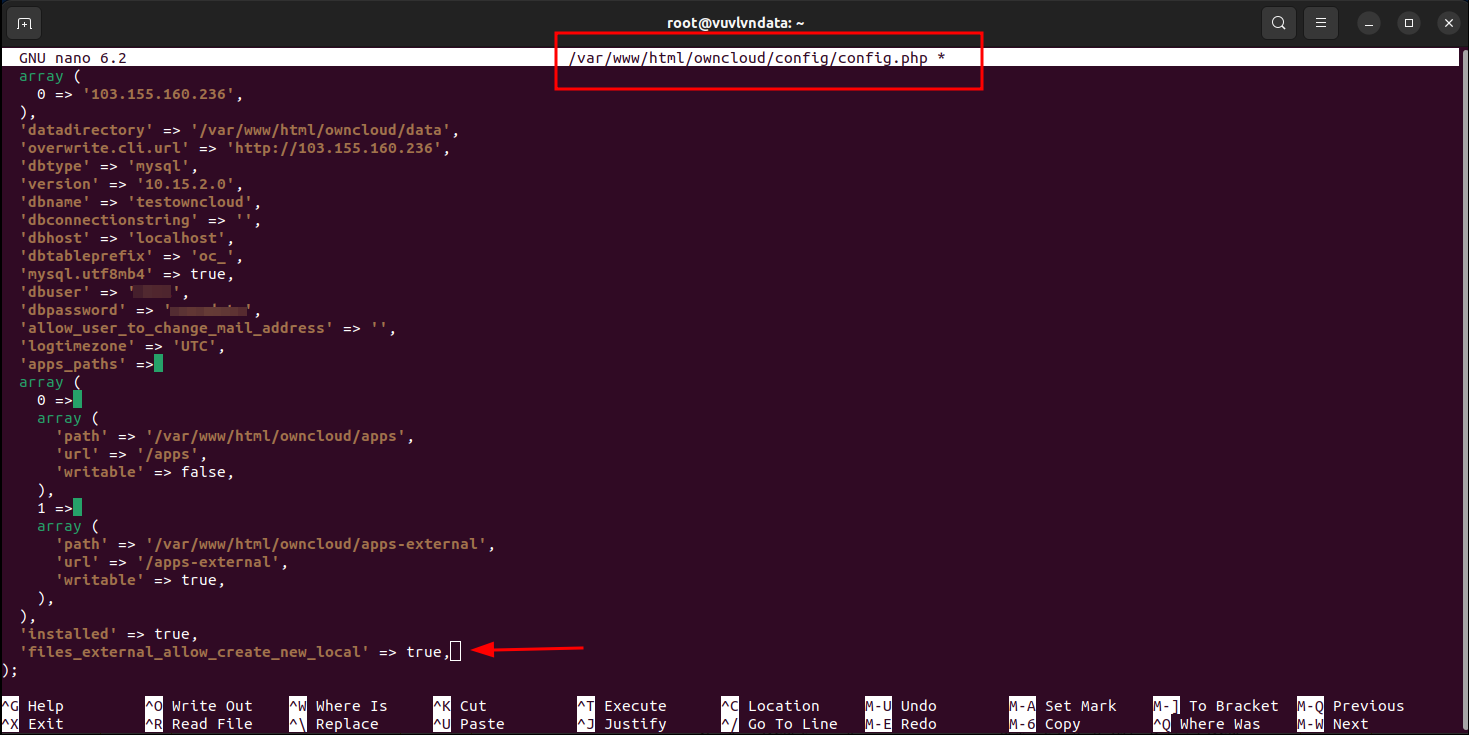 root@vuvlvndata: ~
GNU nano 6.2 /var/www/html/owncloud/config/config.php *
array (
0 => '103.155.160.236',
),
'datadirectory' => '/var/www/html/owncloud/data',
'overwrite.cli.url' => 'http://103.155.160.236',
'dbtype' => 'mysql',
'version' => '10.15.2.0',
'dbname' => 'testowncloud',
'dbconnectionstring' => '',
'dbhost' => 'localhost',
'dbtableprefix' => 'oc_',
'mysql.utf8mb4' => true,
'dbuser' => ' ',
'dbpassword' => ' ',
'allow_user_to_change_mail_address' => '',
'logtimezone' => 'UTC',
'apps_paths' =>
array (
0 =>
array (
'path' => '/var/www/html/owncloud/apps',
'url' => '/apps',
'writable' => false,
),
1 =>
array (
'path' => '/var/www/html/owncloud/apps-external',
'url' => '/apps-external',
'writable' => true,
),
),
'installed' => true,
'files_external_allow_create_new_local' => true,
);
^G Help ^O Write Out ^W Where Is ^K Cut ^T Execute ^C Location M-U Undo M-A Set Mark M-] To Bracket M-Q Previous
^X Exit ^R Read File ^\ Replace ^U Paste ^J Justify ^/ Go To Line M-E Redo M-6 Copy ^Q Where Was M-W Next